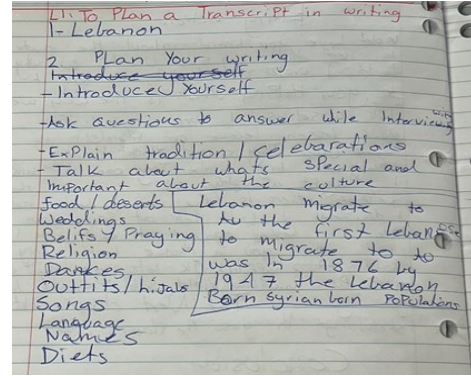 L1: To Plan a Transcript in writing
1- Lebanon
2 Plan Your writing
Introduce yourself
- Introduce Yourself
- Ask Questions to answer while Interviewing
- Explain tradition / celebarations
- Talk about whats special and
Important about the culture
food / deserts
Weddings
Belifs / Praying
Religion
Dances
Outfits / hijabs
Songs
Language
Names
Diets
Lebanon migrate to
Au the first Lebanese
to migrate to to
was In 1876 by
1947 the Lebanon
Born syrian born Populations